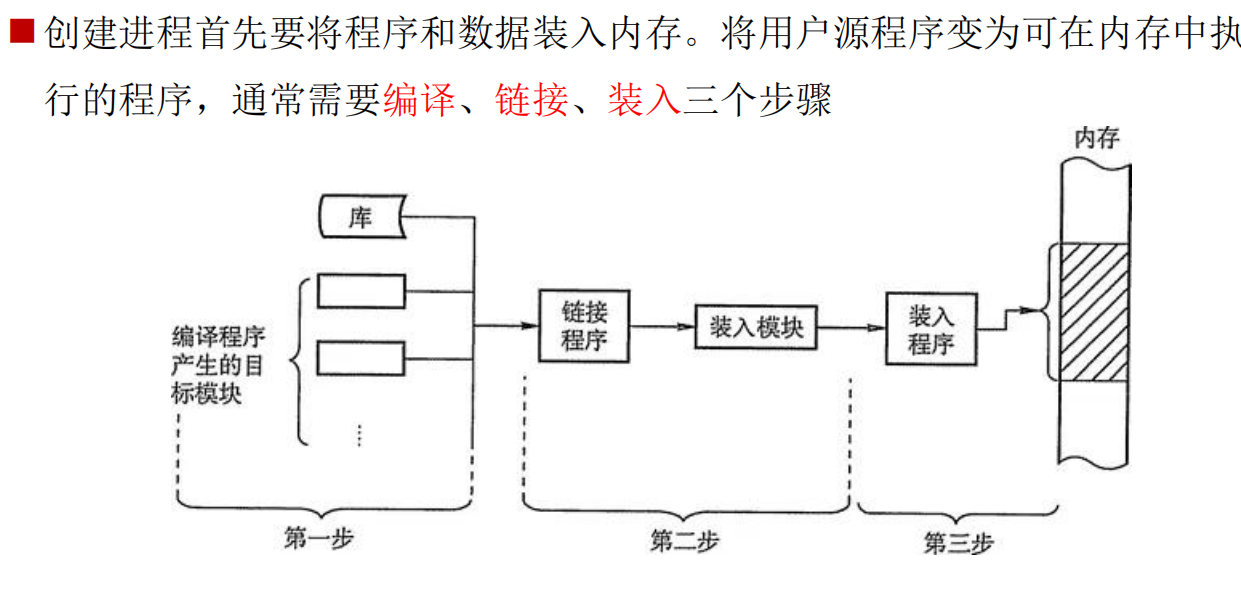 创建进程首先要将程序和数据装入内存。将用户源程序变为可在内存中执
行的程序，通常需要编译、链接、装入三个步骤
内存
库
编译程序
产生的目
标模块
链接
程序
装入模块
装入
程序
第一步
第二步
第三步